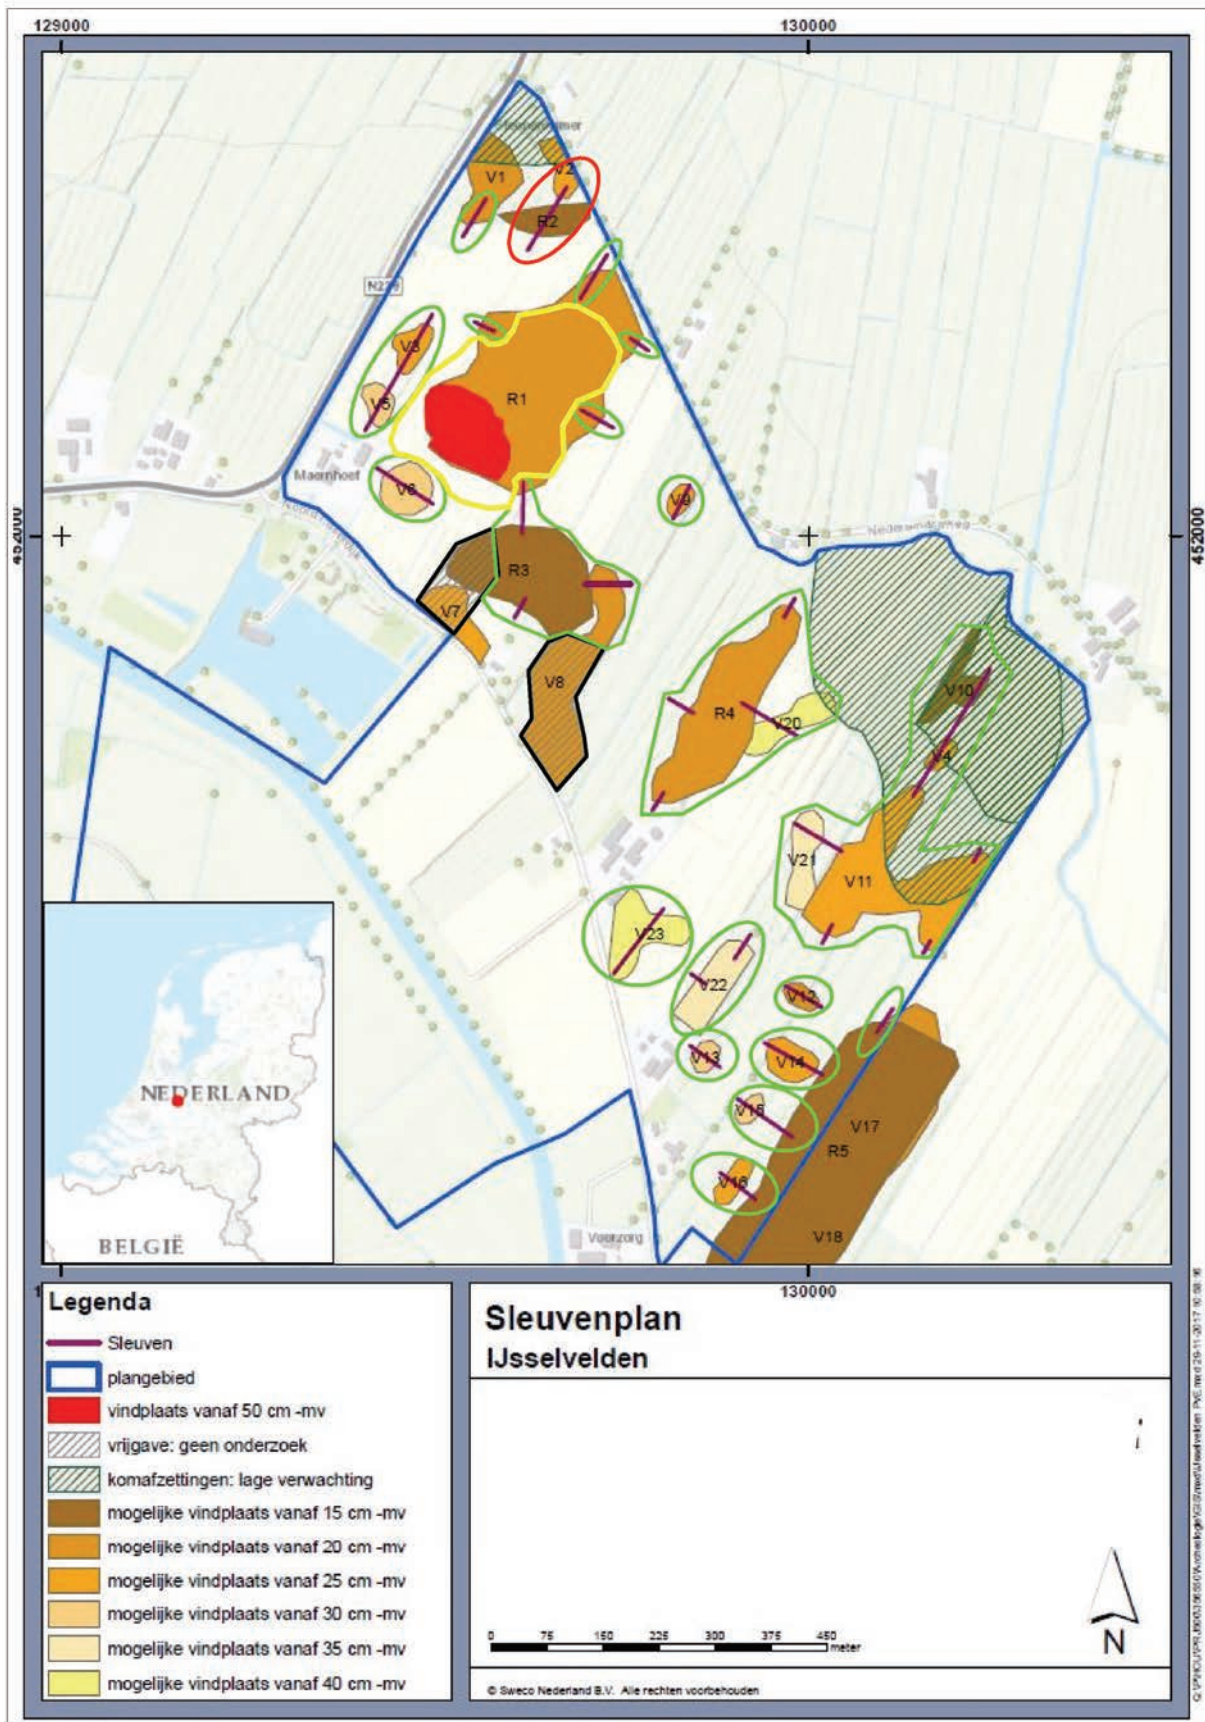 129000
130000
V1
V2
R2
N229
V3
R1
V5
Maernhoef
V6
V9
452000
452000
R3
V7
V8
V10
R4
V20
V4
V21
V11
V23
V22
V12
V13
V14
V15
V17
R5
V16
V18
NEDERLAND
BELGIË
130000
Legenda
Sleuven
plangebied
vindplaats vanaf 50 cm -mv
vrijgave: geen onderzoek
komafzettingen: lage verwachting
mogelijke vindplaats vanaf 15 cm -mv
mogelijke vindplaats vanaf 20 cm -mv
mogelijke vindplaats vanaf 25 cm -mv
mogelijke vindplaats vanaf 30 cm -mv
mogelijke vindplaats vanaf 35 cm -mv
mogelijke vindplaats vanaf 40 cm -mv
Sleuvenplan
IJsselvelden
0 75 150 225 300 375 450
meter
N
© Sweco Nederland B.V. Alle rechten voorbehouden